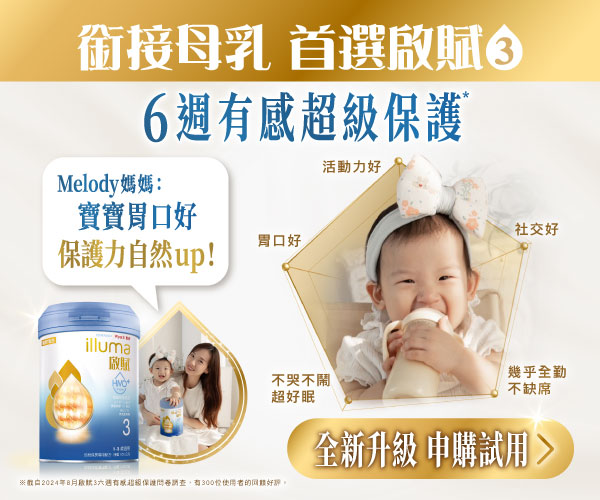 銜接母乳 首選啟賦3
6週有感超級保護*
Melody媽媽：
寶寶胃口好
保護力自然up!
活動力好
胃口好
社交好
不哭不鬧
超好眠
幾乎全勤
不缺席
illuma
啟賦
HMO+
3
全新升級 申購試用 >
※截自2024年8月啟賦3六週有感超級保護問卷調查，有300位使用者的回饋好評。